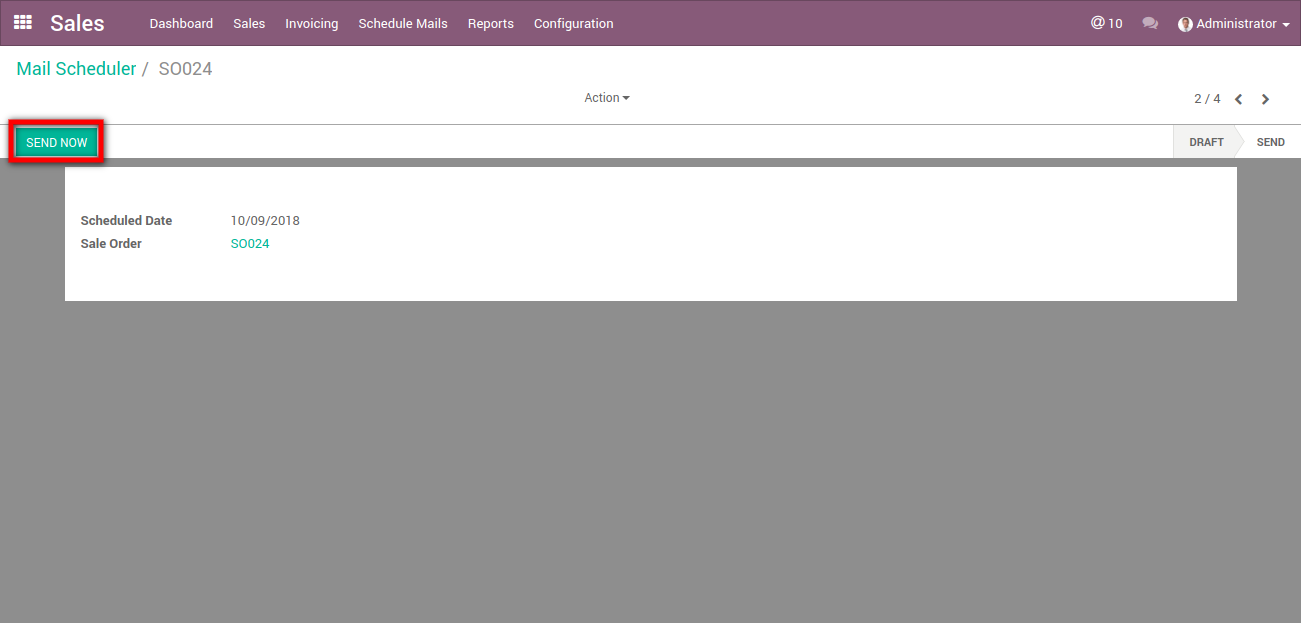 Sales Dashboard Sales Invoicing Schedule Mails Reports Configuration @ 10 Administrator
Mail Scheduler / SO024
Action 2 / 4
SEND NOW DRAFT SEND
Scheduled Date 10/09/2018
Sale Order SO024